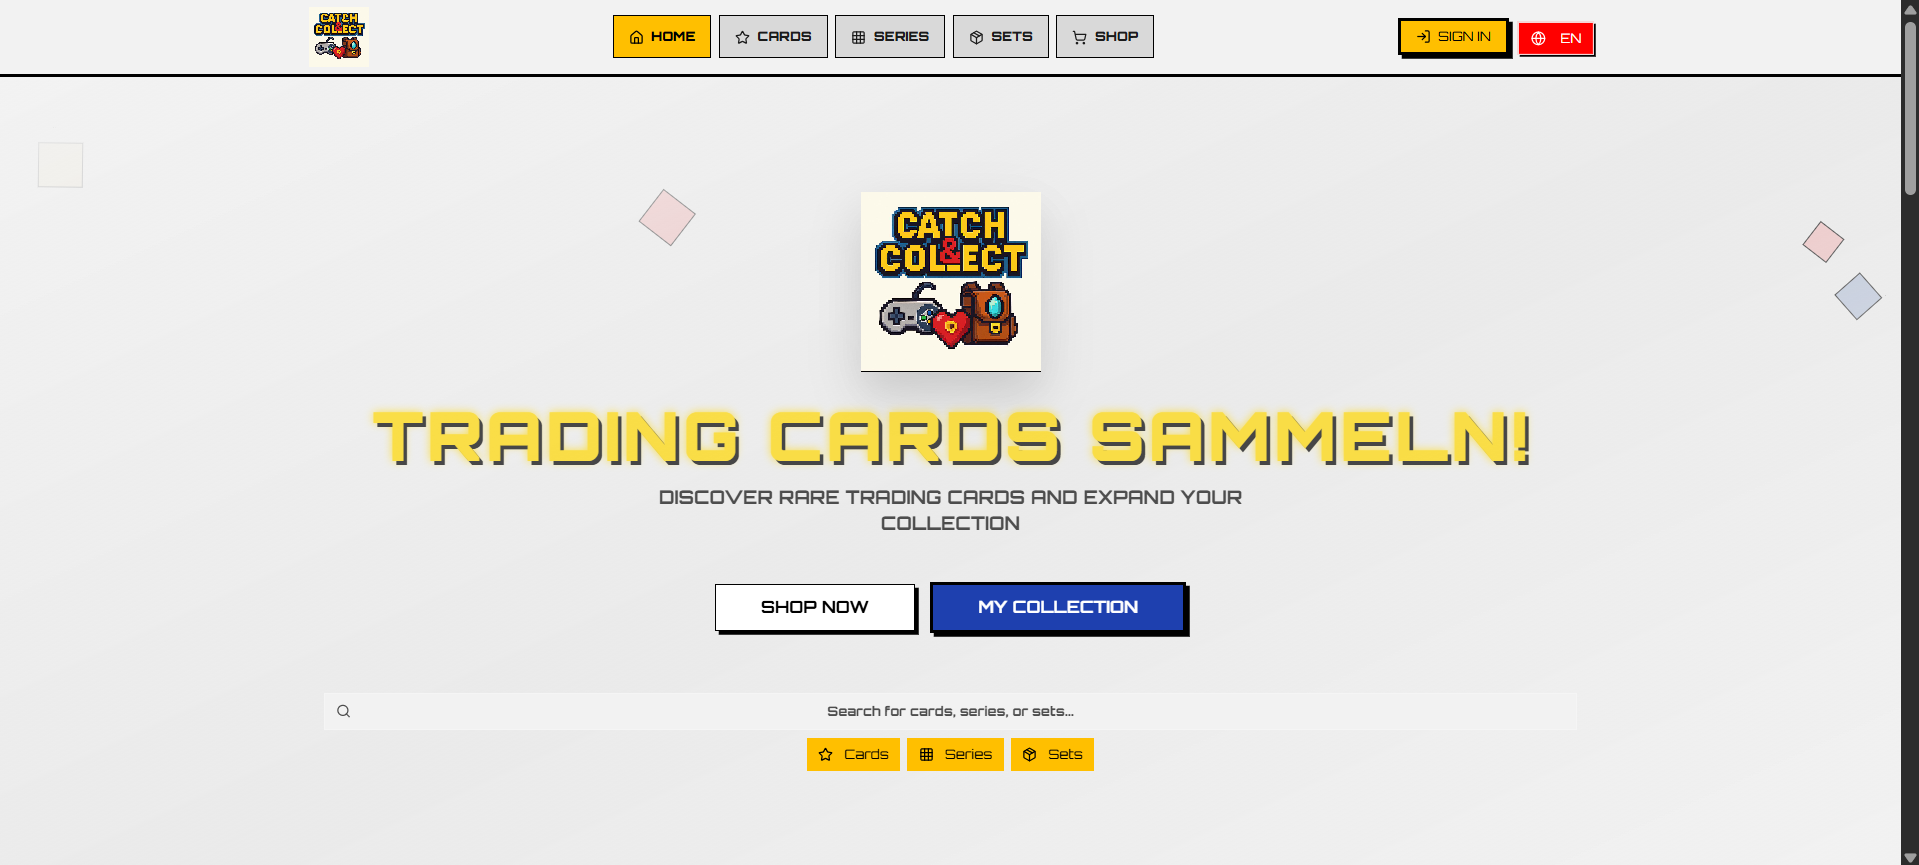 CATCH
&
COLLECT
HOME
CARDS
SERIES
SETS
SHOP
SIGN IN
EN
CATCH
&
COLLECT
TRADING CARDS SAMMELN!
DISCOVER RARE TRADING CARDS AND EXPAND YOUR
COLLECTION
SHOP NOW
MY COLLECTION
Search for cards, series, or sets...
Cards
Series
Sets